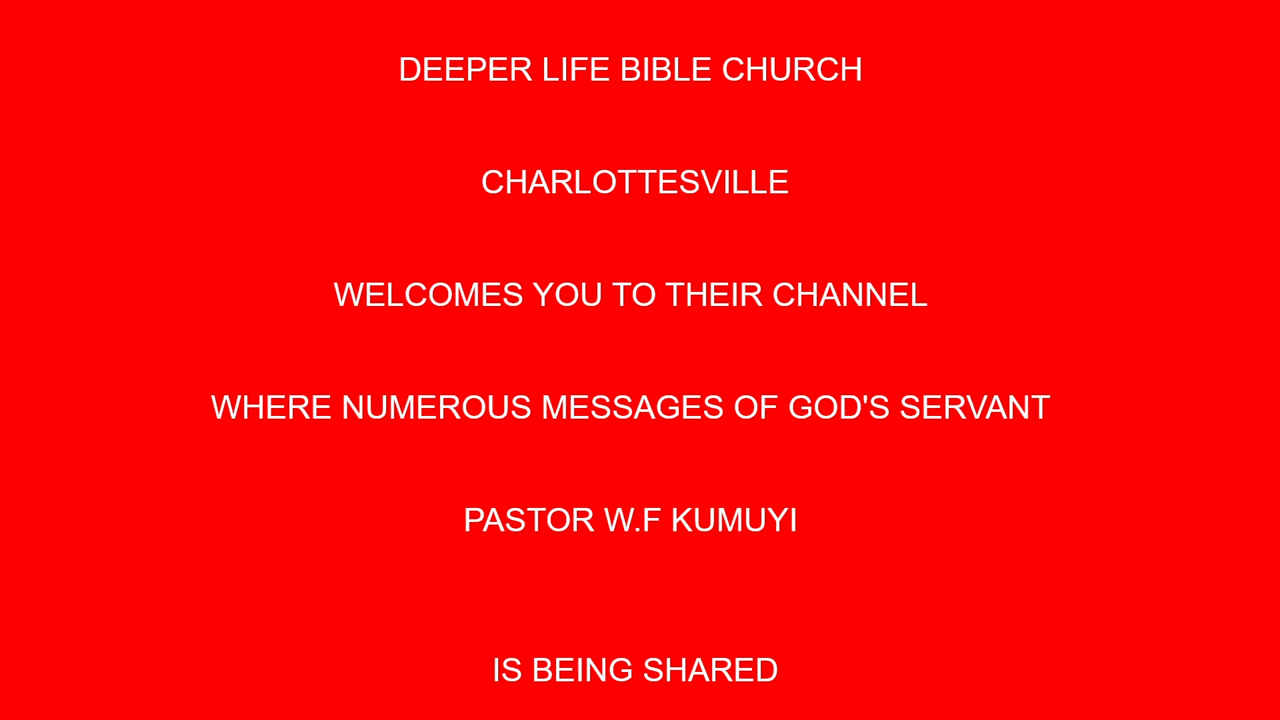 DEEPER LIFE BIBLE CHURCH
CHARLOTTESVILLE
WELCOMES YOU TO THEIR CHANNEL
WHERE NUMEROUS MESSAGES OF GOD'S SERVANT
PASTOR W.F KUMUYI
IS BEING SHARED